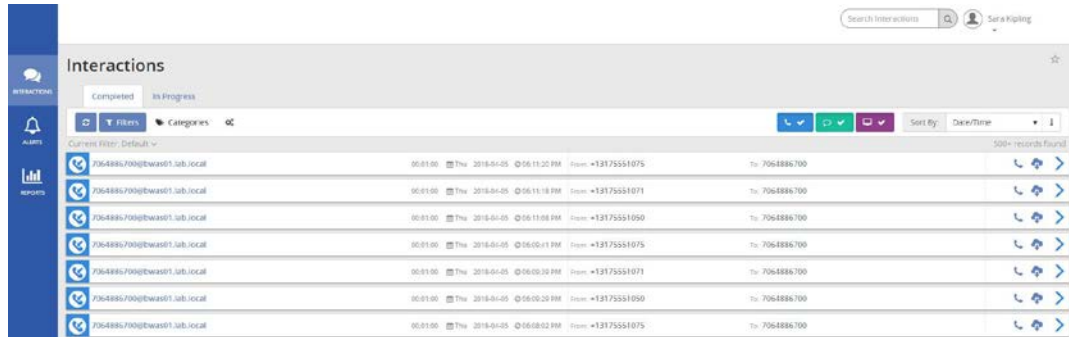 Search Interactions
Sara Kipling
Interactions
INTERACTIONS
Completed In Progress
Filters Categories Sort By: Date/Time
ALERTS
Current Filter: Default 500+ records found
7064886700@bwas01.lab.local 00:01:00 Thu 2018-04-05 06:11:20 PM From: +13175551075 To: 7064886700
REPORTS
7064886700@bwas01.lab.local 00:01:00 Thu 2018-04-05 06:11:18 PM From: +13175551071 To: 7064886700
7064886700@bwas01.lab.local 00:01:00 Thu 2018-04-05 06:11:08 PM From: +13175551050 To: 7064886700
7064886700@bwas01.lab.local 00:01:00 Thu 2018-04-05 06:09:41 PM From: +13175551075 To: 7064886700
7064886700@bwas01.lab.local 00:01:00 Thu 2018-04-05 06:09:39 PM From: +13175551071 To: 7064886700
7064886700@bwas01.lab.local 00:01:00 Thu 2018-04-05 06:09:29 PM From: +13175551050 To: 7064886700
7064886700@bwas01.lab.local 00:01:00 Thu 2018-04-05 06:08:02 PM From: +13175551075 To: 7064886700